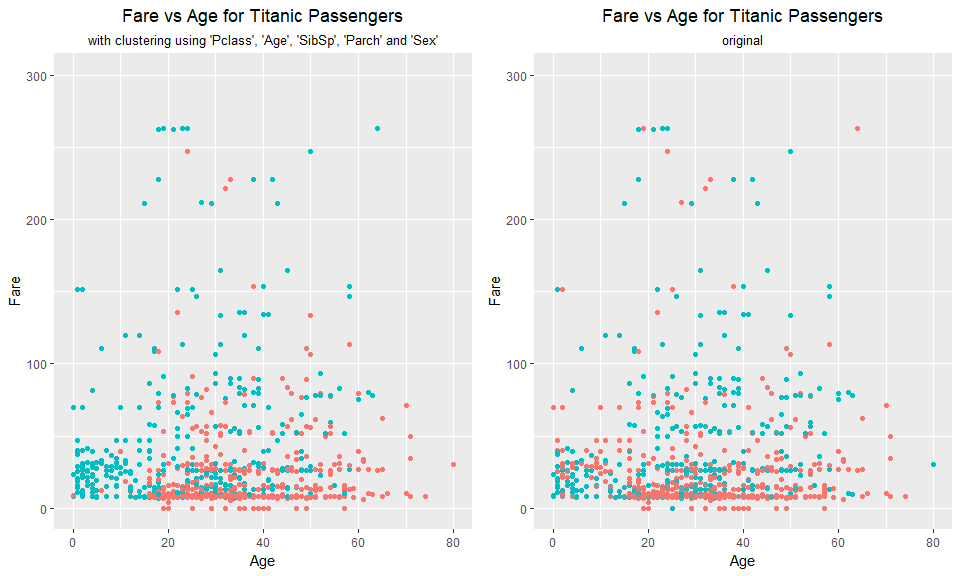 Fare vs Age for Titanic Passengers
with clustering using 'Pclass', 'Age', 'SibSp', 'Parch' and 'Sex'
300
200
100
0
Fare
0 20 40 60 80
Age
Fare vs Age for Titanic Passengers
original
300
200
100
0
Fare
0 20 40 60 80
Age